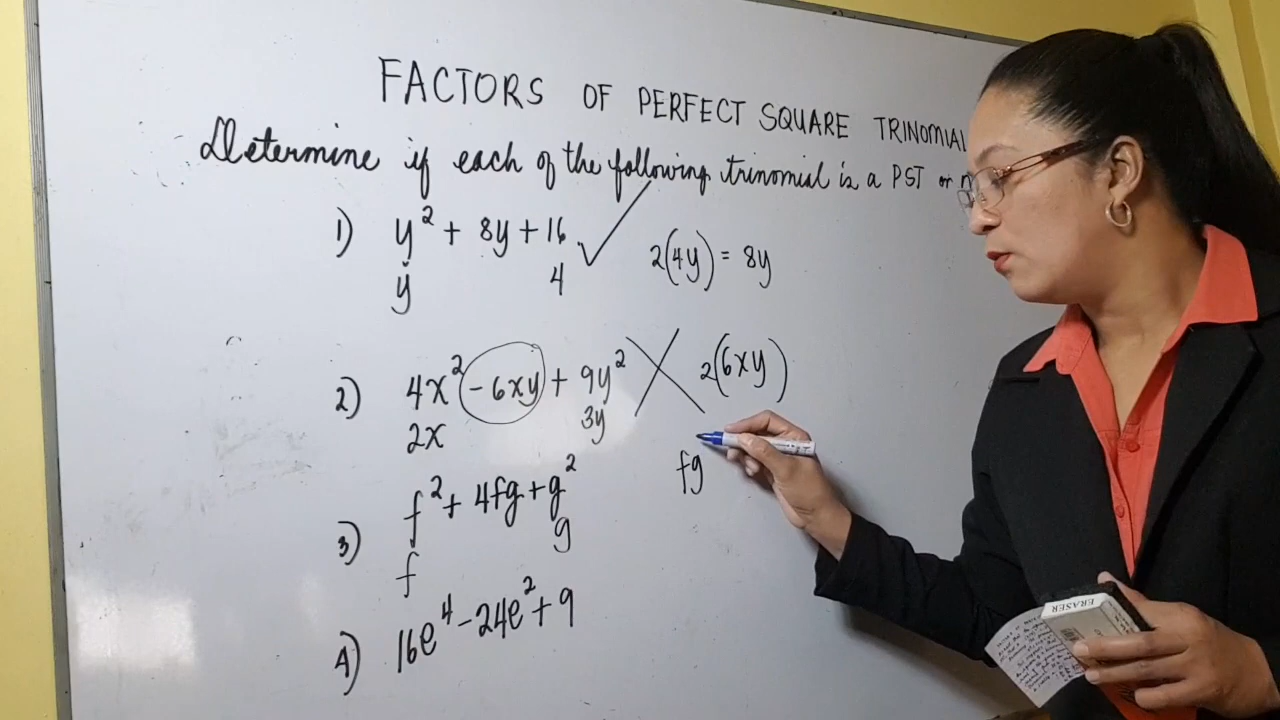 FACTORS OF PERFECT SQUARE TRINOMIAL
Determine if each of the following trinomial is a PST or
1) y² + 8y + 16 ✓ 2(4y) = 8y
y 4
2) 4x² - 6xy + 9y² X 2(6xy)
2x 3y
3) f² + 4fg + g² fg
f g
4) 16e⁴ - 24e² + 9
ERASER